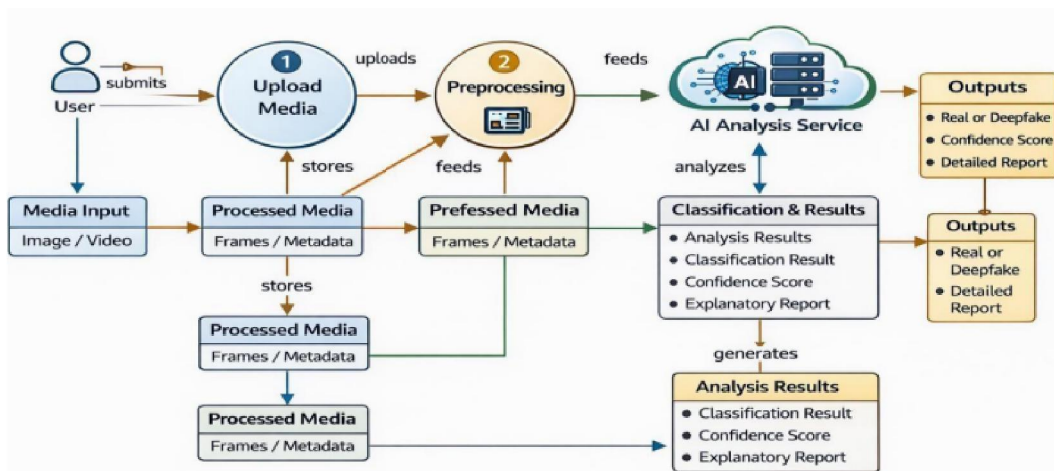 User
submits
1
Upload
Media
uploads
2
Preprocessing
feeds
AI
AI Analysis Service
Outputs
• Real or Deepfake
• Confidence Score
• Detailed Report
stores
feeds
analyzes
Media Input
Image / Video
Processed Media
Frames / Metadata
Prefessed Media
Frames / Metadata
Classification & Results
• Analysis Results
• Classification Result
• Confidence Score
• Explanatory Report
Outputs
• Real or
Deepfake
• Detailed
Report
stores
Processed Media
Frames / Metadata
generates
Processed Media
Frames / Metadata
Analysis Results
• Classification Result
• Confidence Score
• Explanatory Report